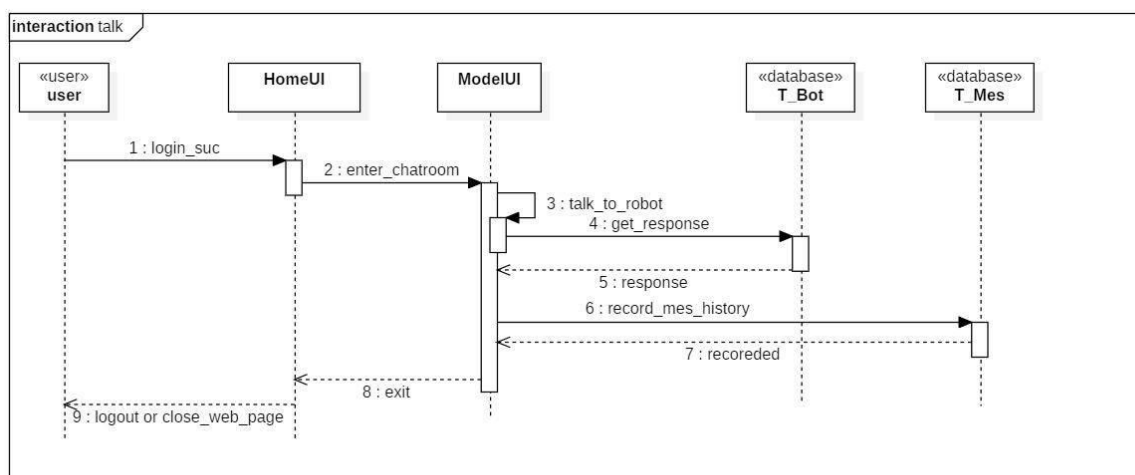 interaction talk
«user»
user
HomeUI
ModelUI
«database»
T_Bot
«database»
T_Mes
1 : login_suc
2 : enter_chatroom
3 : talk_to_robot
4 : get_response
5 : response
6 : record_mes_history
7 : recoreded
8 : exit
9 : logout or close_web_page